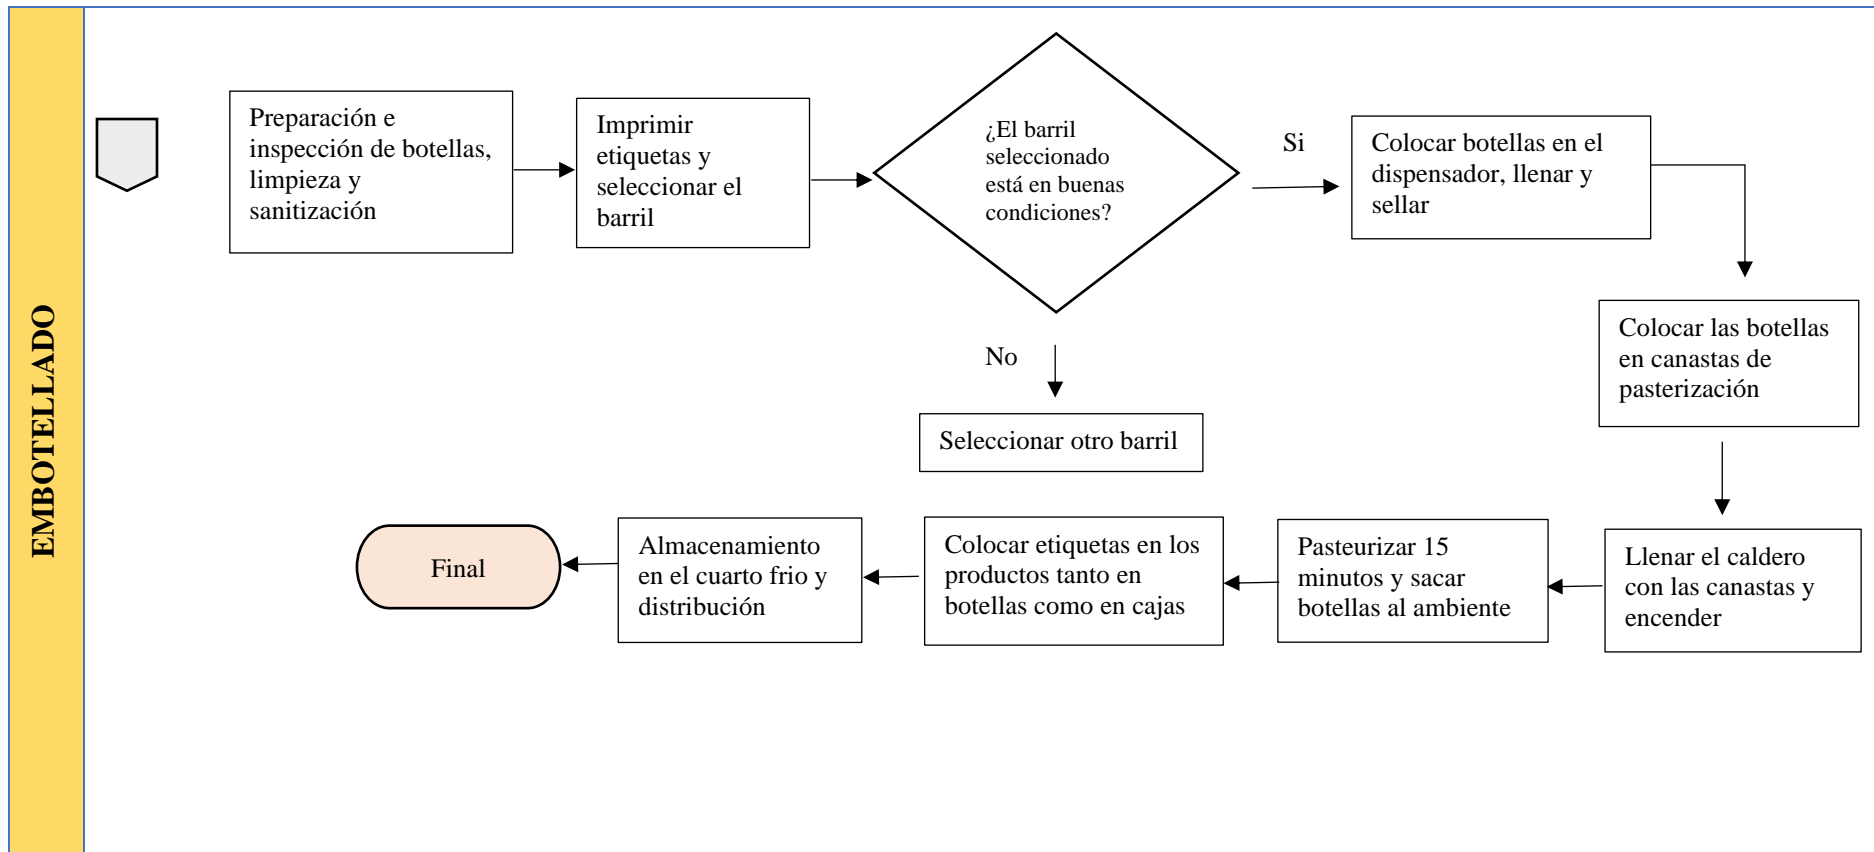 EMBOTELLADO
Preparación e
inspección de botellas,
limpieza y
sanitización
Imprimir
etiquetas y
seleccionar el
barril
¿El barril
seleccionado
está en buenas
condiciones?
Si
Colocar botellas en el
dispensador, llenar y
sellar
No
Seleccionar otro barril
Colocar las botellas
en canastas de
pasterización
Llenar el caldero
con las canastas y
encender
Pasteurizar 15
minutos y sacar
botellas al ambiente
Colocar etiquetas en los
productos tanto en
botellas como en cajas
Almacenamiento
en el cuarto frio y
distribución
Final